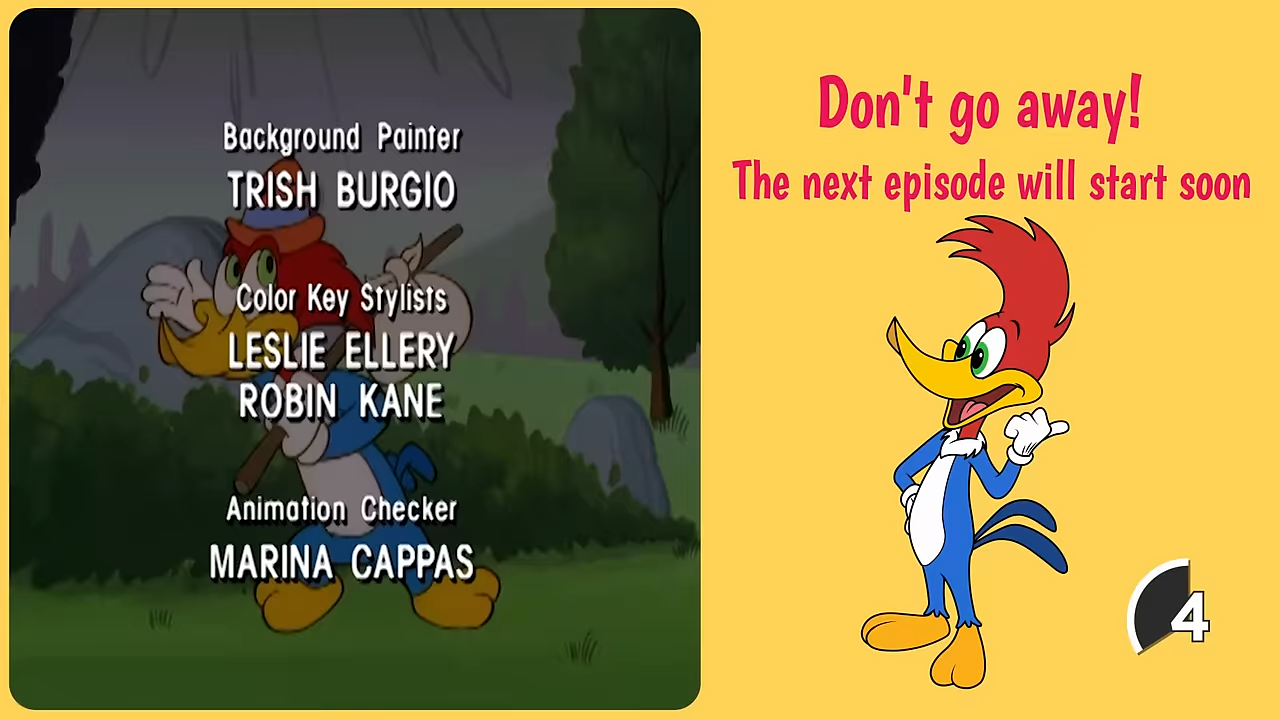 Background Painter
TRISH BURGIO
Color Key Stylists
LESLIE ELLERY
ROBIN KANE
Animation Checker
MARINA CAPPAS
Don't go away!
The next episode will start soon
4